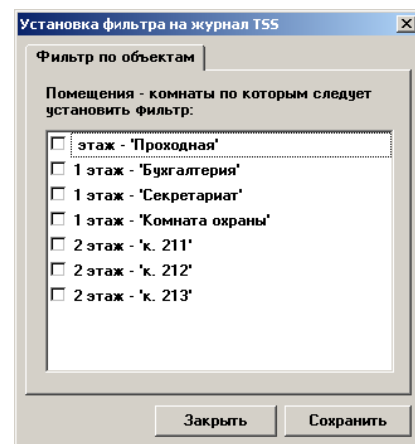 Установка фильтра на журнал TSS
Фильтр по объектам
Помещения - комнаты по которым следует
установить фильтр:
этаж - 'Проходная'
1 этаж - 'Бухгалтерия'
1 этаж - 'Секретариат'
1 этаж - 'Комната охраны'
2 этаж - 'к. 211'
2 этаж - 'к. 212'
2 этаж - 'к. 213'
Закрыть Сохранить